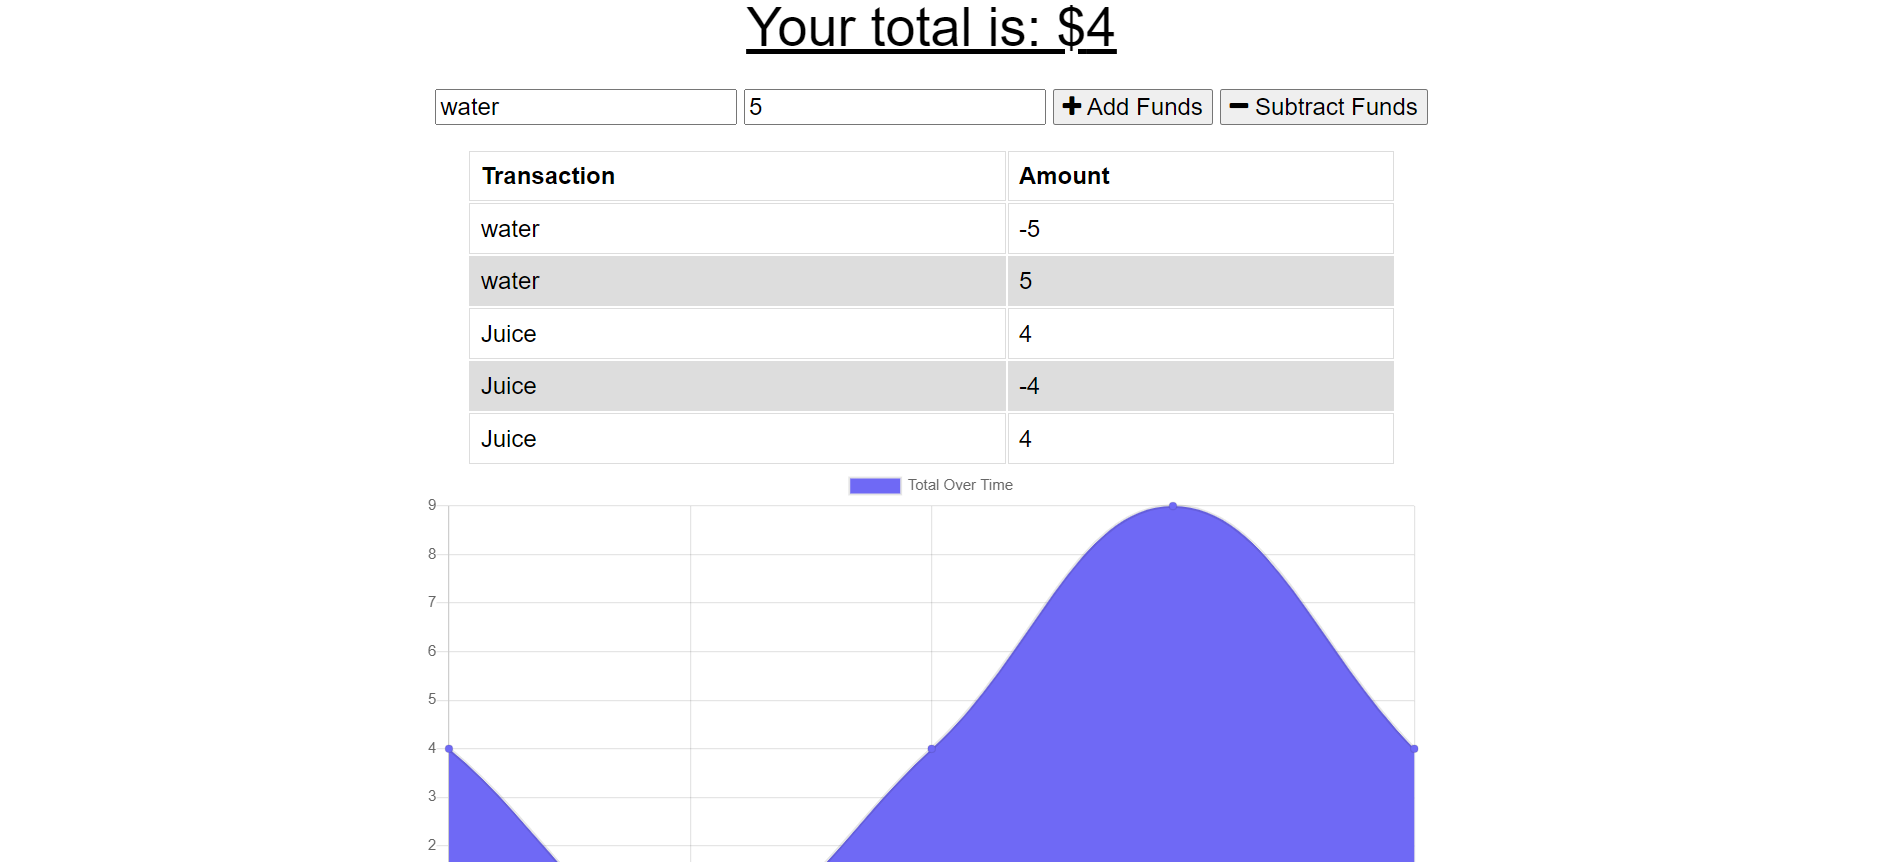 Your total is: $4
water 5 Add Funds Subtract Funds
Transaction Amount
water -5
water 5
Juice 4
Juice -4
Juice 4
Total Over Time
9
8
7
6
5
4
3
2